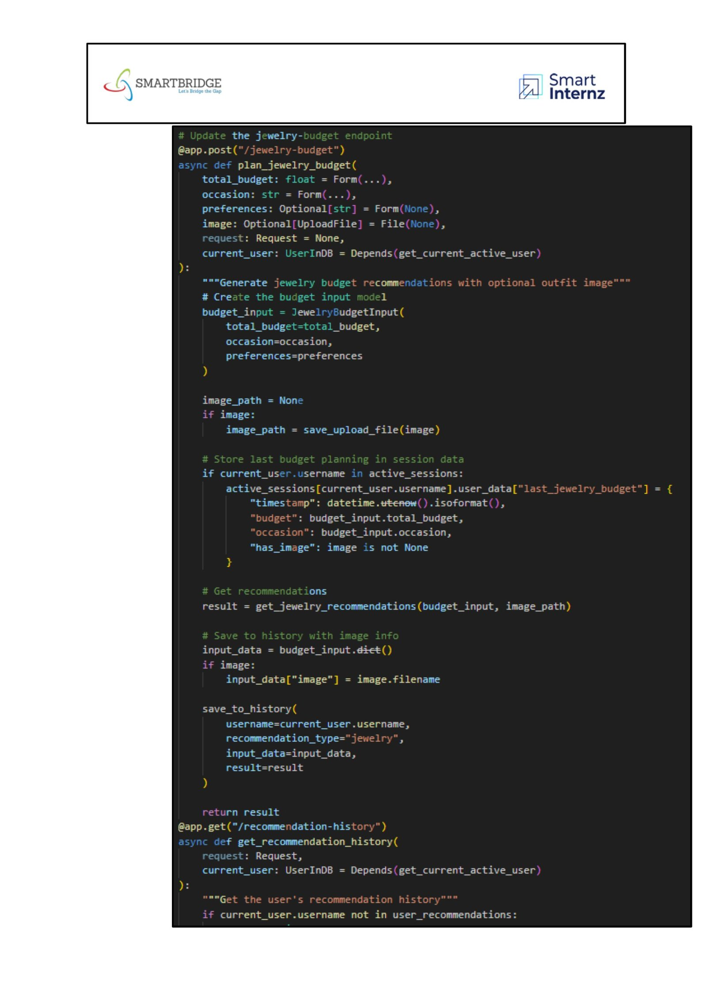 SMARTBRIDGE
Let's Bridge the Gap
Smart
Internz
# Update the jewelry-budget endpoint
@app.post("/jewelry-budget")
async def plan_jewelry_budget(
    total_budget: float = Form(...),
    occasion: str = Form(...),
    preferences: Optional[str] = Form(None),
    image: Optional[UploadFile] = File(None),
    request: Request = None,
    current_user: UserInDB = Depends(get_current_active_user)
):
    """Generate jewelry budget recommendations with optional outfit image"""
    # Create the budget input model
    budget_input = JewelryBudgetInput(
        total_budget=total_budget,
        occasion=occasion,
        preferences=preferences
    )
    image_path = None
    if image:
        image_path = save_upload_file(image)
    # Store last budget planning in session data
    if current_user.username in active_sessions:
        active_sessions[current_user.username].user_data["last_jewelry_budget"] = {
            "timestamp": datetime.utcnow().isoformat(),
            "budget": budget_input.total_budget,
            "occasion": budget_input.occasion,
            "has_image": image is not None
        }
    # Get recommendations
    result = get_jewelry_recommendations(budget_input, image_path)
    # Save to history with image info
    input_data = budget_input.dict()
    if image:
        input_data["image"] = image.filename
    save_to_history(
        username=current_user.username,
        recommendation_type="jewelry",
        input_data=input_data,
        result=result
    )
    return result
@app.get("/recommendation-history")
async def get_recommendation_history(
    request: Request,
    current_user: UserInDB = Depends(get_current_active_user)
):
    """Get the user's recommendation history"""
    if current_user.username not in user_recommendations: